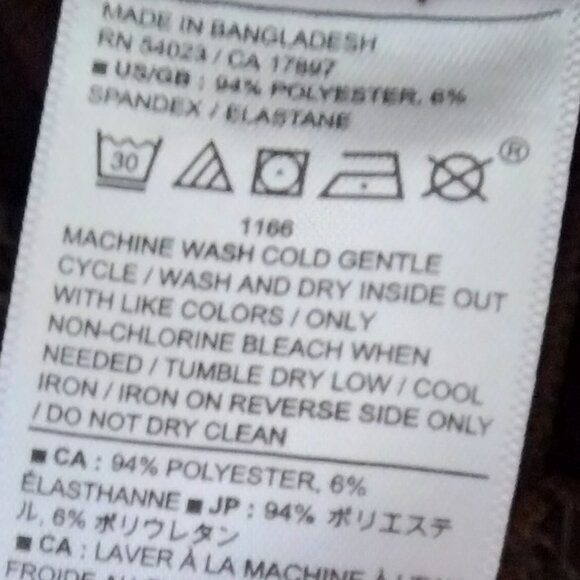 MADE IN BANGLADESH
RN 54023 / CA 17897
■ US/GB : 94% POLYESTER, 6%
SPANDEX / ELASTANE
30 ®
1166
MACHINE WASH COLD GENTLE
CYCLE / WASH AND DRY INSIDE OUT
WITH LIKE COLORS / ONLY
NON-CHLORINE BLEACH WHEN
NEEDED / TUMBLE DRY LOW / COOL
IRON / IRON ON REVERSE SIDE ONLY
/ DO NOT DRY CLEAN
■ CA : 94% POLYESTER, 6%
ÉLASTHANNE ■ JP : 94% ポリエステ
ル, 6% ポリウレタン
■ CA : LAVER À LA MACHINE À
FROIDE